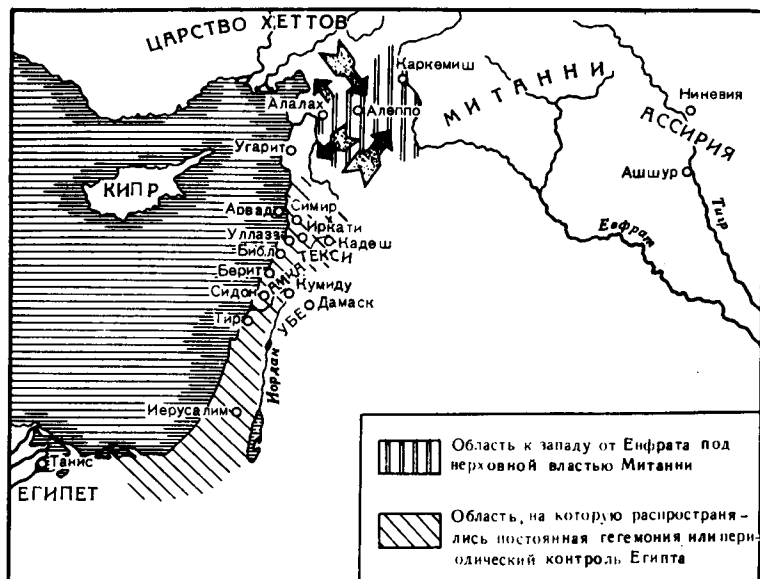 ЦАРСТВО ХЕТТОВ
Каркемиш
МИТАННИ
Ниневия
АССИРИЯ
Алалах
Алеппо
Угарит
Ашшур
КИПР
Тигр
Арвад
Симир
Иркати
Уллаза
Кадеш
Евфрат
Библ
ТЕКСИ
Берит
АМКА
Сидон
Кумиду
Дамаск
Тир
УБЕ
Иордан
Иерусалим
Танис
ЕГИПЕТ
Область к западу от Евфрата под
верховной властью Митанни
Область, на которую распространя-
лись постоянная гегемония или пери-
одический контроль Египта